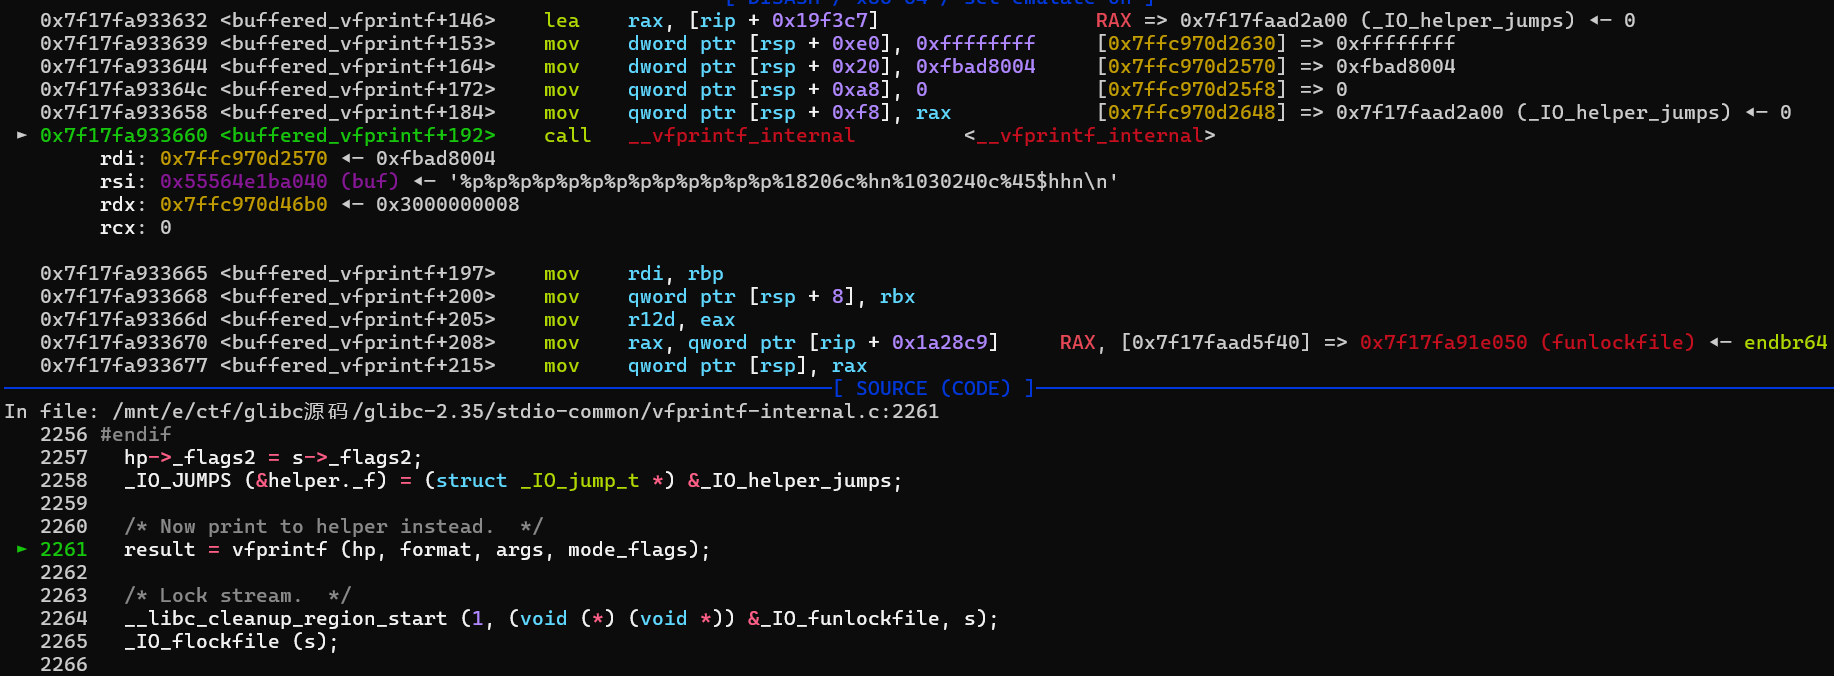 [ DISASM / x86-64 / set emulate on ]
0x7f17fa933632 <buffered_vfprintf+146> lea rax, [rip + 0x19f3c7] RAX => 0x7f17faad2a00 (_IO_helper_jumps) ◂— 0
0x7f17fa933639 <buffered_vfprintf+153> mov dword ptr [rsp + 0xe0], 0xffffffff [0x7ffc970d2630] => 0xffffffff
0x7f17fa933644 <buffered_vfprintf+164> mov dword ptr [rsp + 0x20], 0xfbad8004 [0x7ffc970d2570] => 0xfbad8004
0x7f17fa93364c <buffered_vfprintf+172> mov qword ptr [rsp + 0xa8], 0 [0x7ffc970d25f8] => 0
0x7f17fa933658 <buffered_vfprintf+184> mov qword ptr [rsp + 0xf8], rax [0x7ffc970d2648] => 0x7f17faad2a00 (_IO_helper_jumps) ◂— 0
► 0x7f17fa933660 <buffered_vfprintf+192> call __vfprintf_internal <__vfprintf_internal>
rdi: 0x7ffc970d2570 ◂— 0xfbad8004
rsi: 0x55564e1ba040 (buf) ◂— '%p%p%p%p%p%p%p%p%p%p%p%p%p%18206c%hn%1030240c%45$hhn\n'
rdx: 0x7ffc970d46b0 ◂— 0x3000000008
rcx: 0
0x7f17fa933665 <buffered_vfprintf+197> mov rdi, rbp
0x7f17fa933668 <buffered_vfprintf+200> mov qword ptr [rsp + 8], rbx
0x7f17fa93366d <buffered_vfprintf+205> mov r12d, eax
0x7f17fa933670 <buffered_vfprintf+208> mov rax, qword ptr [rip + 0x1a28c9] RAX, [0x7f17faad5f40] => 0x7f17fa91e050 (funlockfile) ◂— endbr64
0x7f17fa933677 <buffered_vfprintf+215> mov qword ptr [rsp], rax
[ SOURCE (CODE) ]
In file: /mnt/e/ctf/glibc源码/glibc-2.35/stdio-common/vfprintf-internal.c:2261
2256 #endif
2257 hp->_flags2 = s->_flags2;
2258 _IO_JUMPS (&helper._f) = (struct _IO_jump_t *) &_IO_helper_jumps;
2259
2260 /* Now print to helper instead. */
► 2261 result = vfprintf (hp, format, args, mode_flags);
2262
2263 /* Lock stream. */
2264 __libc_cleanup_region_start (1, (void (*) (void *)) &_IO_funlockfile, s);
2265 _IO_flockfile (s);
2266